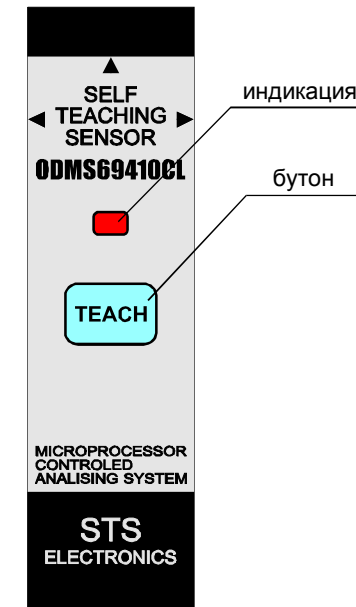 SELF
TEACHING
SENSOR
ODMS69410CL
индикация
бутон
TEACH
MICROPROCESSOR
CONTROLED
ANALISING SYSTEM
STS
ELECTRONICS